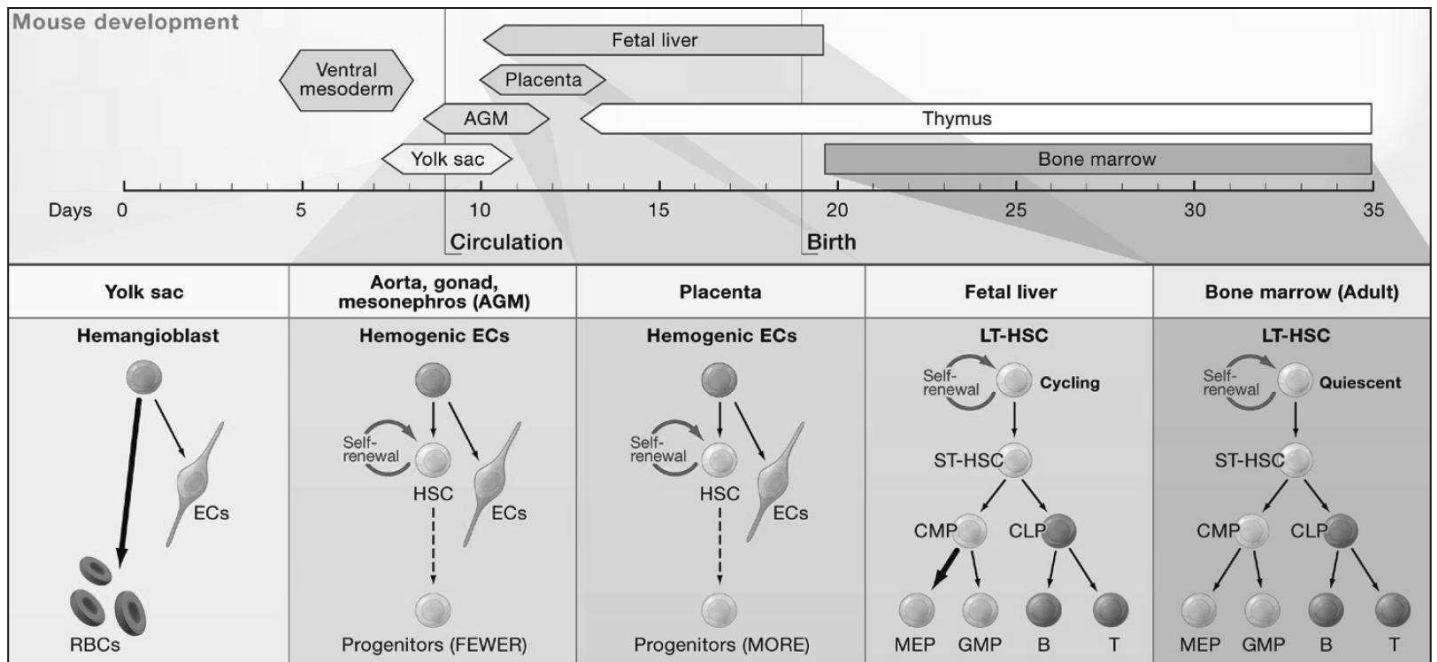 Mouse development
Fetal liver
Ventral
mesoderm
Placenta
AGM
Thymus
Yolk sac
Bone marrow
Days 0 5 10 15 20 25 30 35
Circulation
Birth
Yolk sac
Aorta, gonad,
mesonephros (AGM)
Placenta
Fetal liver
Bone marrow (Adult)
Hemangioblast
ECs
RBCs
Hemogenic ECs
Self-
renewal
HSC
ECs
Progenitors (FEWER)
Hemogenic ECs
Self-
renewal
HSC
ECs
Progenitors (MORE)
LT-HSC
Self-
renewal
Cycling
ST-HSC
CMP CLP
MEP GMP B T
LT-HSC
Self-
renewal
Quiescent
ST-HSC
CMP CLP
MEP GMP B T